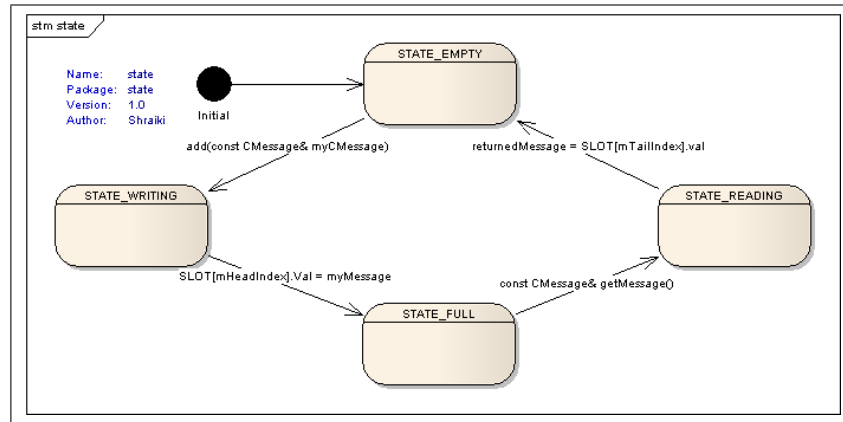 stm state
STATE_EMPTY
Name: state
Package: state
Version: 1.0
Author: Shraiki
Initial
add(const CMessage& myCMessage)
returnedMessage = SLOT[mTailIndex].val
STATE_WRITING
STATE_READING
SLOT[mHeadIndex].Val = myMessage
const CMessage& getMessage()
STATE_FULL